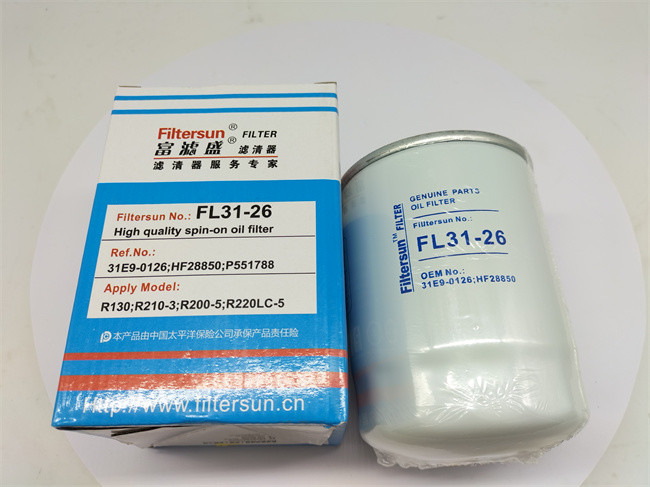 Filtersun® FILTER
富滤盛® 滤清器
滤清器服务专家
Filtersun No.: FL31-26
High quality spin-on oil filter
Ref.No.:
31E9-0126;HF28850;P551788
Apply Model:
R130;R210-3;R200-5;R220LC-5
本产品由中国太平洋保险公司承保产品责任险
Http://www.filtersun.cn
Filtersun™ FILTER
GENUINE PARTS
OIL FILTER
Fliltersun No.:
FL31-26
OEM No.:
31E9-0126;HF28850